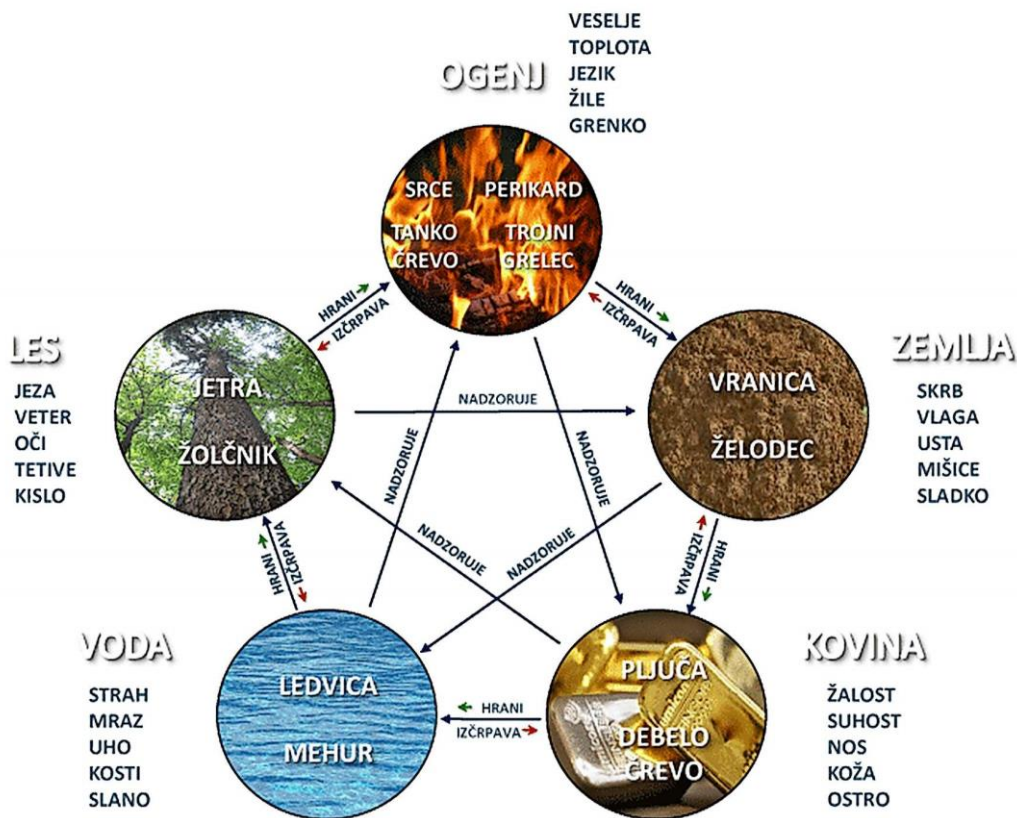 OGENJ
VESELJE
TOPLOTA
JEZIK
ŽILE
GRENKO
SRCE
PERIKARD
TANKO
ČREVO
TROJNI
GRELEC
HRANI
IZČRPAVA
HRANI
IZČRPAVA
LES
JEZA
VETER
OČI
TETIVE
KISLO
JETRA
ŽOLČNIK
NADZORUJE
ZEMLJA
SKRB
VLAGA
USTA
MIŠICE
SLADKO
VRANICA
ŽELODEC
NADZORUJE
NADZORUJE
NADZORUJE
NADZORUJE
HRANI
IZČRPAVA
IZČRPAVA
HRANI
VODA
STRAH
MRAZ
UHO
KOSTI
SLANO
LEDVICA
MEHUR
HRANI
IZČRPAVA
PLJUČA
DEBELO
ČREVO
KOVINA
ŽALOST
SUHOST
NOS
KOŽA
OSTRO